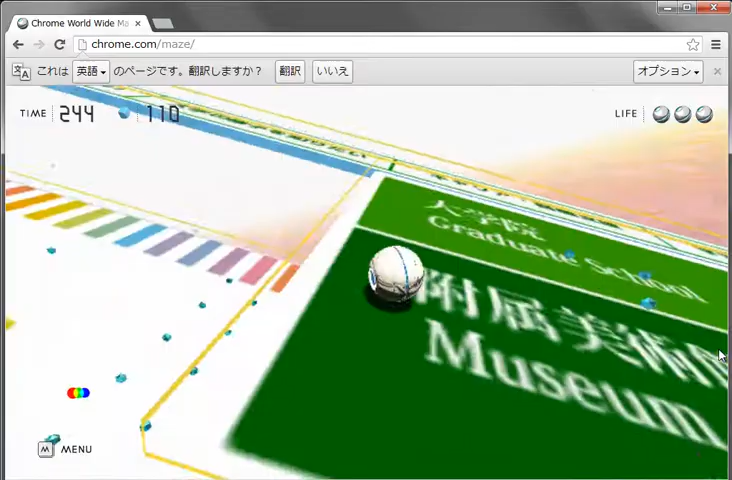 Chrome World Wide Ma
chrome.com/maze/
これは 英語 のページです。翻訳しますか？ 翻訳 いいえ オプション
TIME 244 110 LIFE
大学院
Graduate School
附属美術館
Museum
M MENU